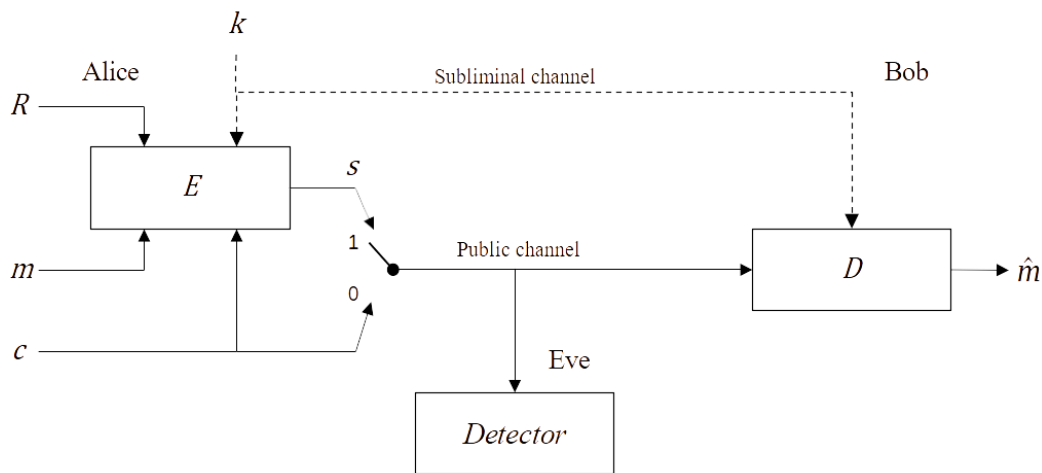 k
Alice
Subliminal channel
Bob
R
E
s
1
Public channel
m
D
m̂
0
c
Eve
Detector